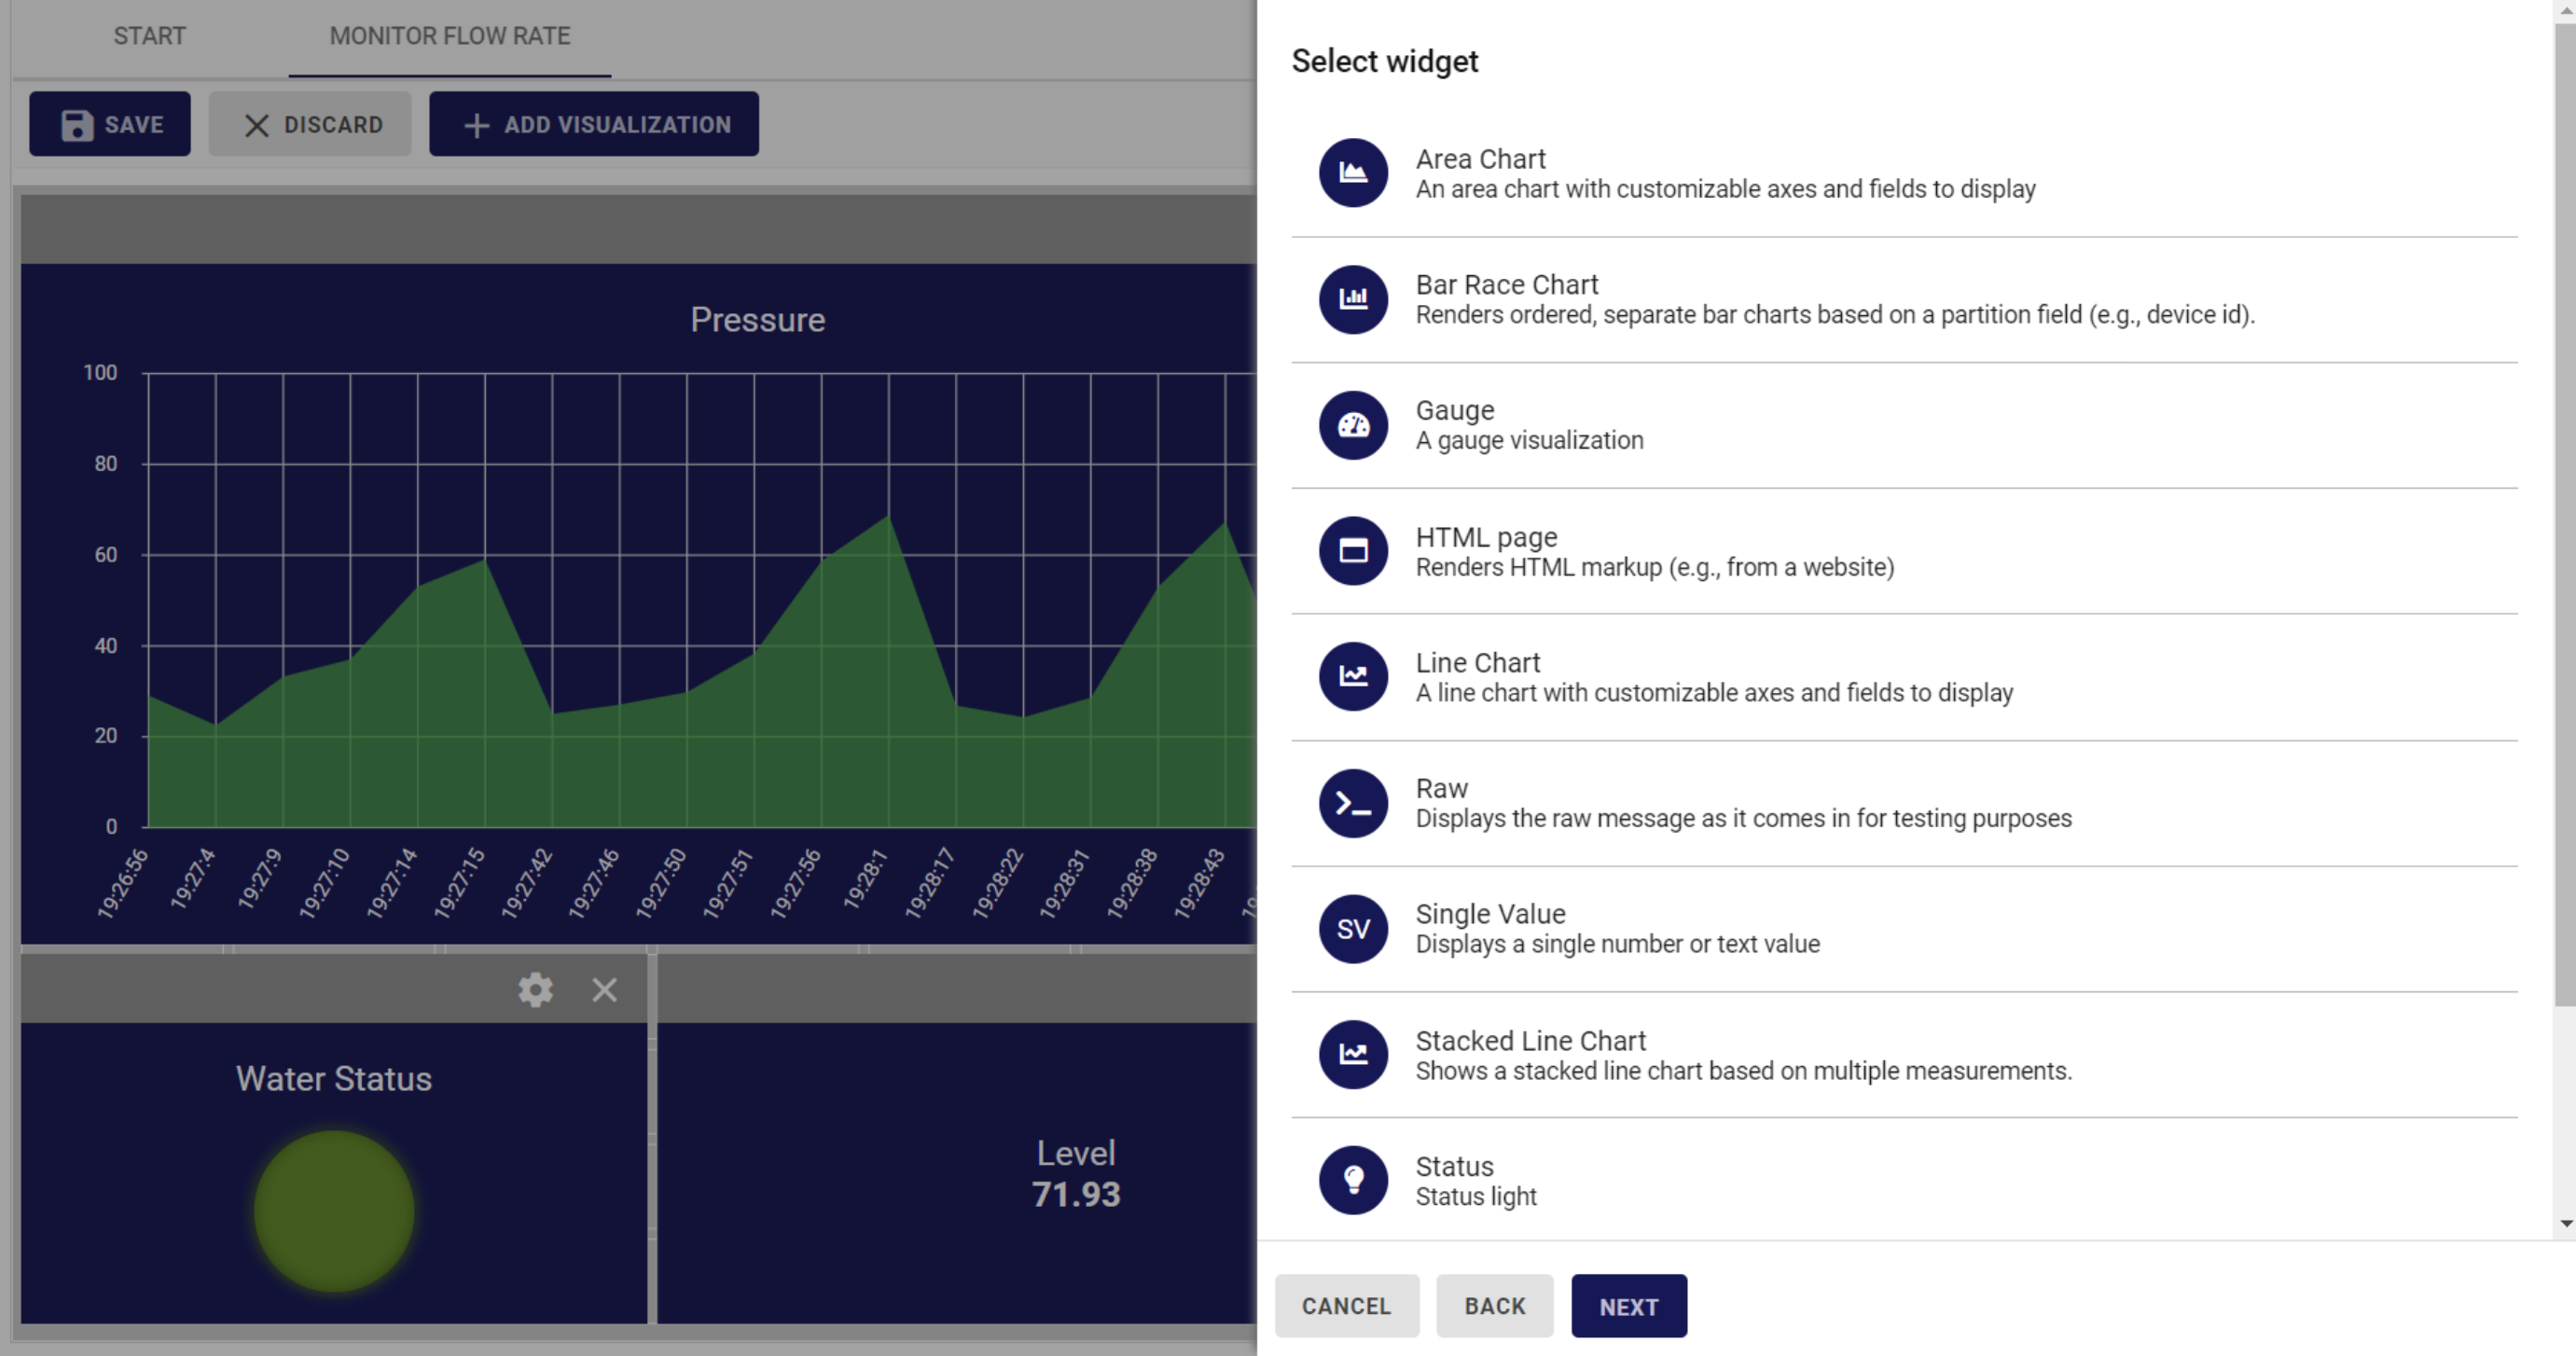 START
MONITOR FLOW RATE
SAVE
DISCARD
ADD VISUALIZATION
Pressure
100
80
60
40
20
0
19:26:56
19:27:4
19:27:9
19:27:10
19:27:14
19:27:15
19:27:42
19:27:46
19:27:50
19:27:51
19:27:56
19:28:1
19:28:17
19:28:22
19:28:31
19:28:38
19:28:43
Water Status
Level
71.93
Select widget
Area Chart
An area chart with customizable axes and fields to display
Bar Race Chart
Renders ordered, separate bar charts based on a partition field (e.g., device id).
Gauge
A gauge visualization
HTML page
Renders HTML markup (e.g., from a website)
Line Chart
A line chart with customizable axes and fields to display
Raw
Displays the raw message as it comes in for testing purposes
SV
Single Value
Displays a single number or text value
Stacked Line Chart
Shows a stacked line chart based on multiple measurements.
Status
Status light
CANCEL
BACK
NEXT